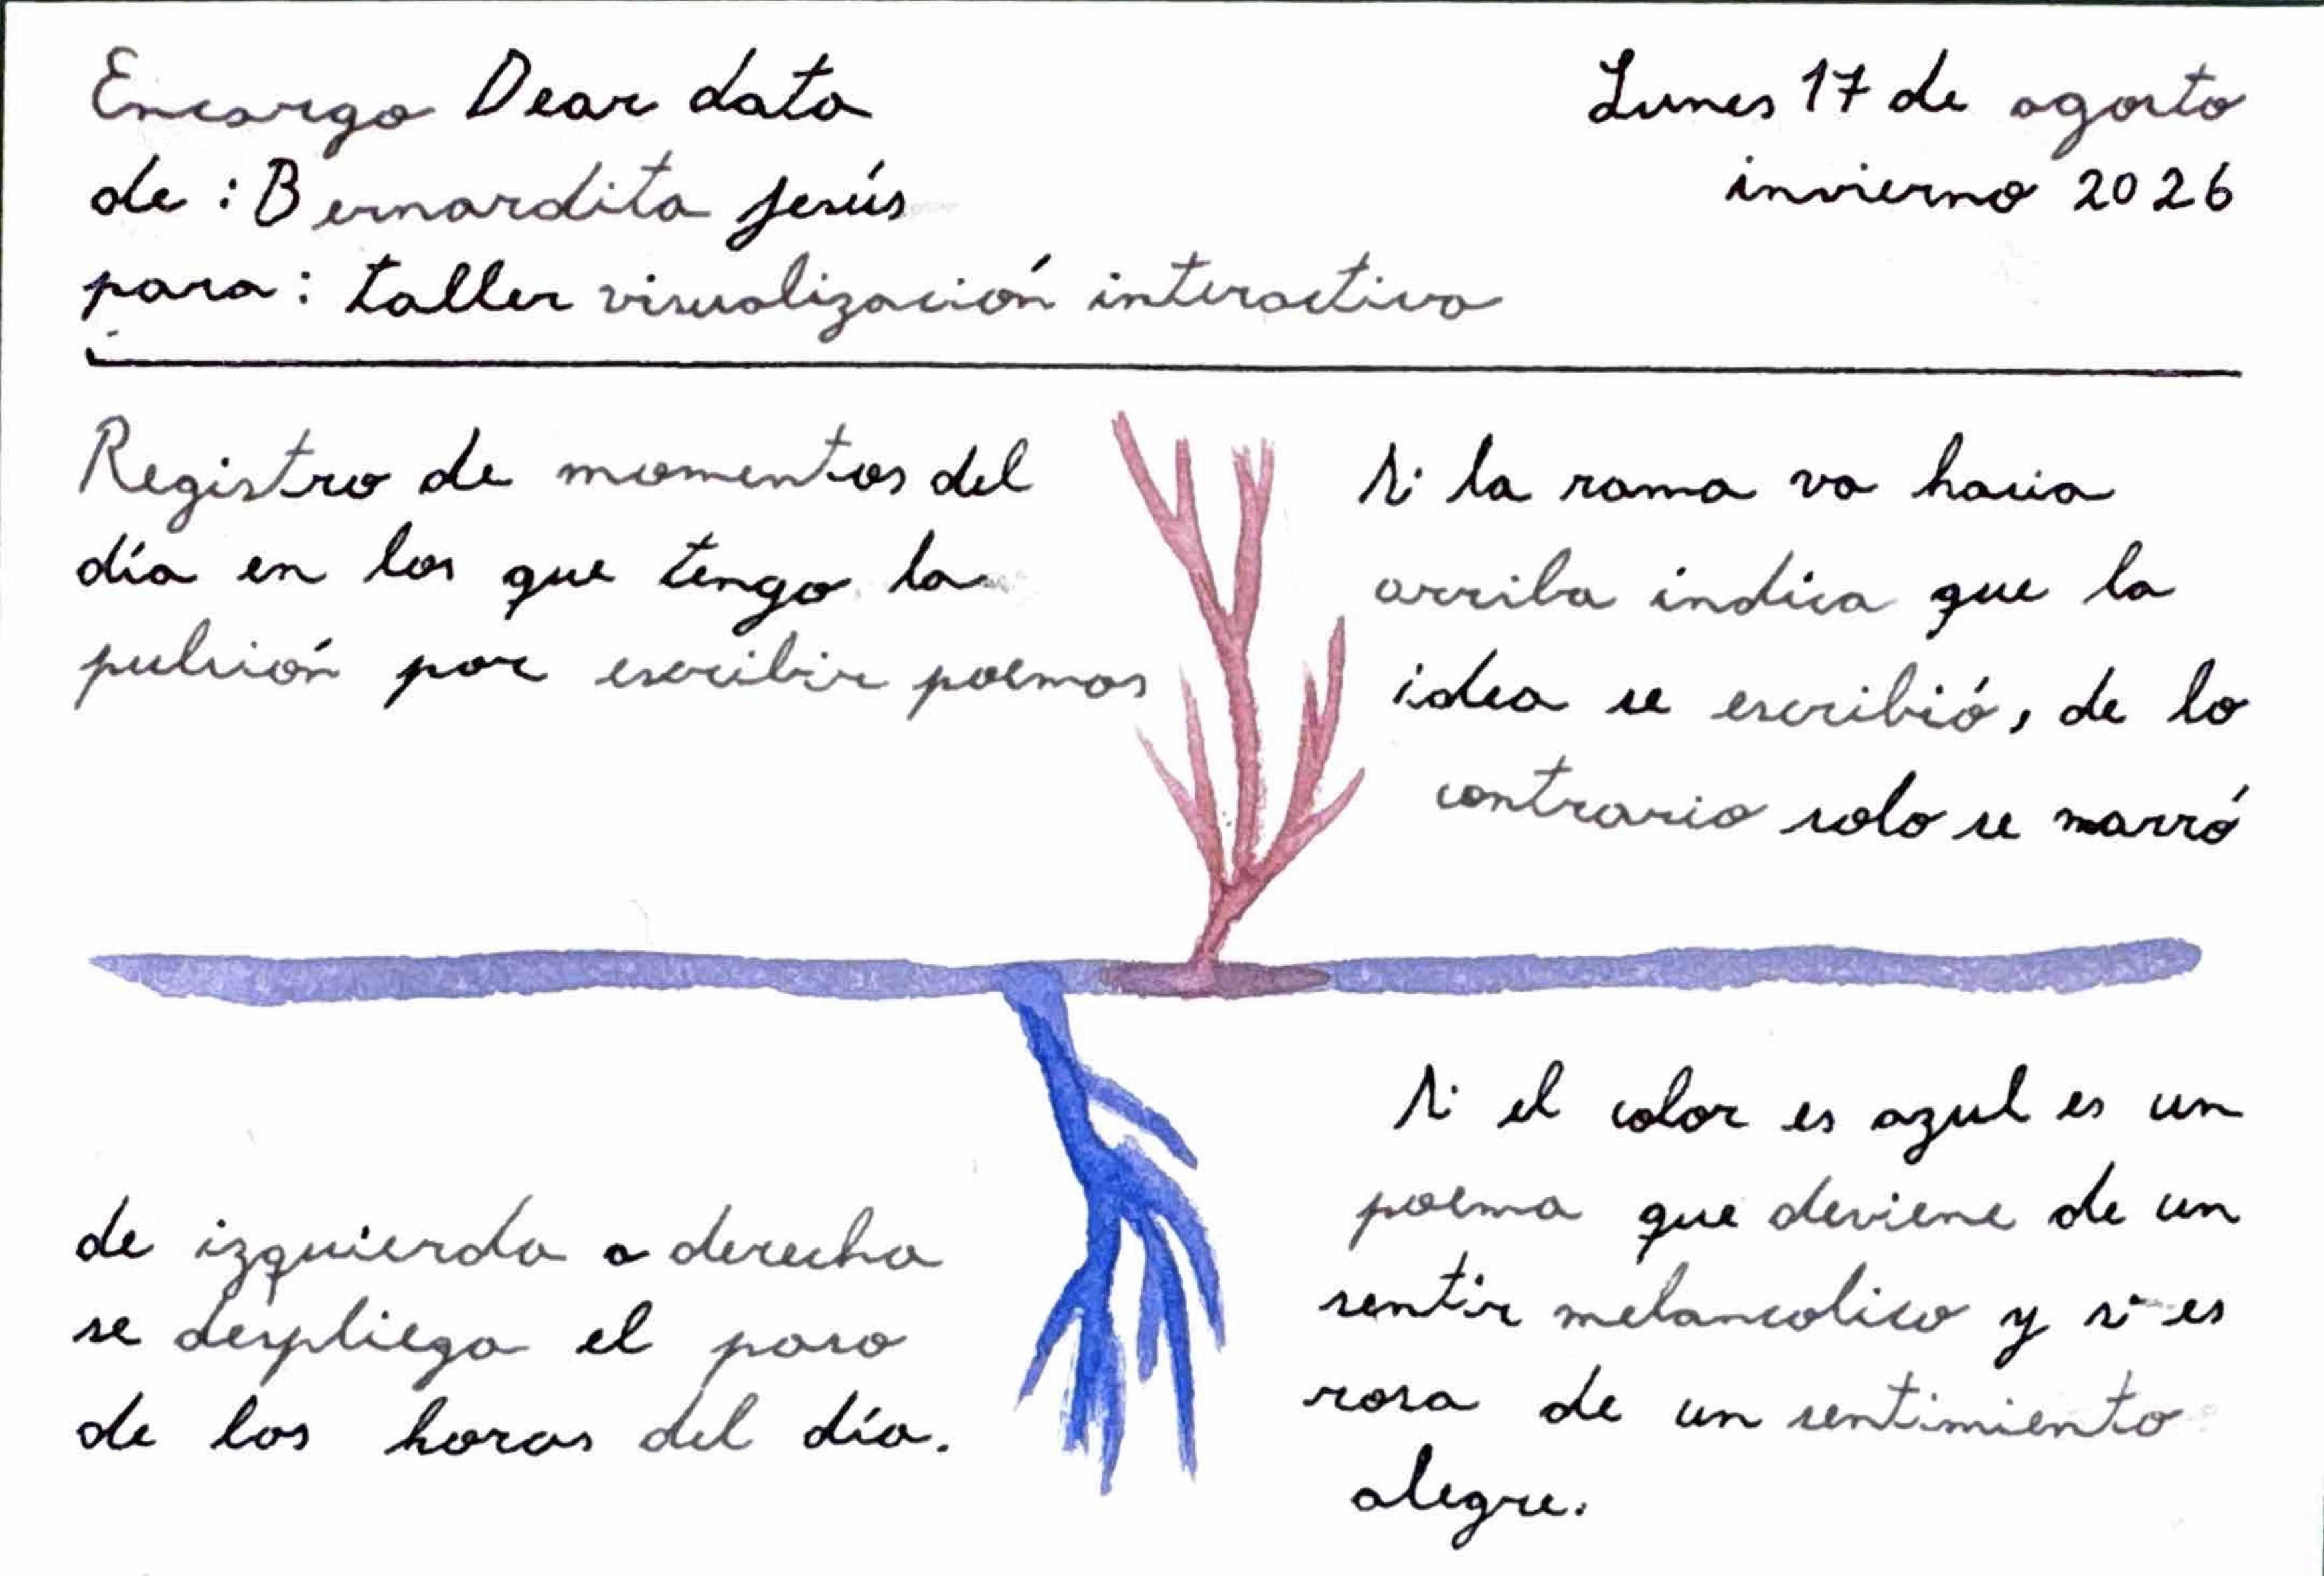 Encargo Dear data
de: Bernardita Jesús
para: taller visualización interactiva
Lunes 17 de agosto
invierno 2026
Registro de momentos del
día en los que tengo la
pulsión por escribir poemas
Si la rama va hacia
arriba indica que la
idea se escribió, de lo
contrario solo se marró
de izquierda a derecha
se despliega el paso
de las horas del día.
Si el color es azul es un
poema que deviene de un
sentir melancolico y si es
rosa de un sentimiento
alegre.